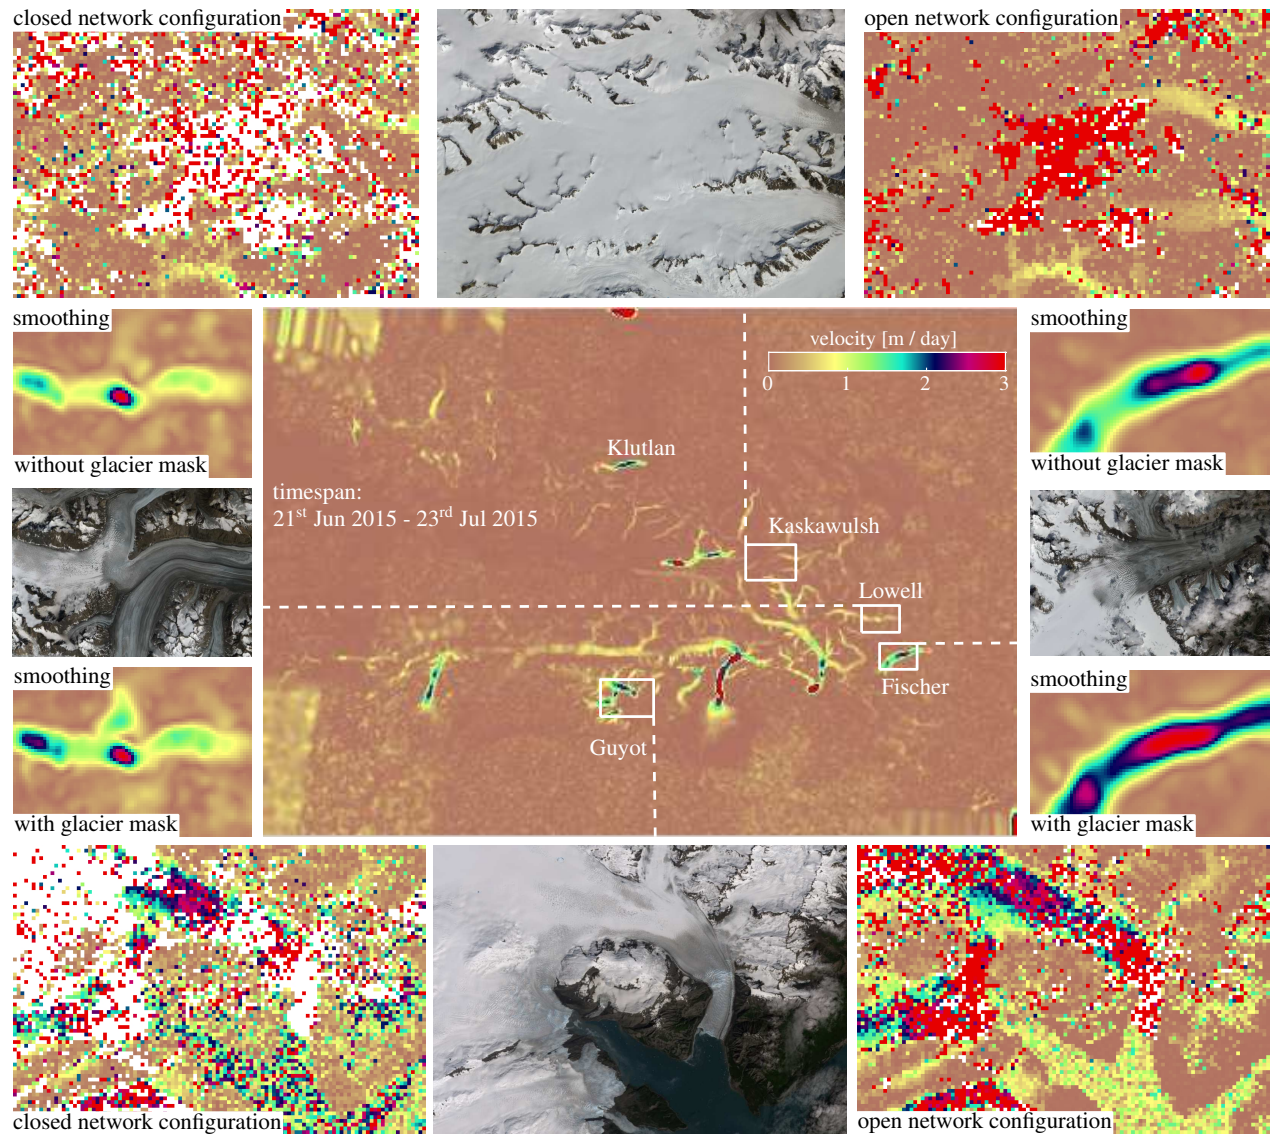 closed network configuration
open network configuration
smoothing
without glacier mask
smoothing
with glacier mask
velocity [m / day]
0 1 2 3
Klutlan
timespan:
21st Jun 2015 - 23rd Jul 2015
Kaskawulsh
Lowell
Fischer
Guyot
smoothing
without glacier mask
smoothing
with glacier mask
closed network configuration
open network configuration